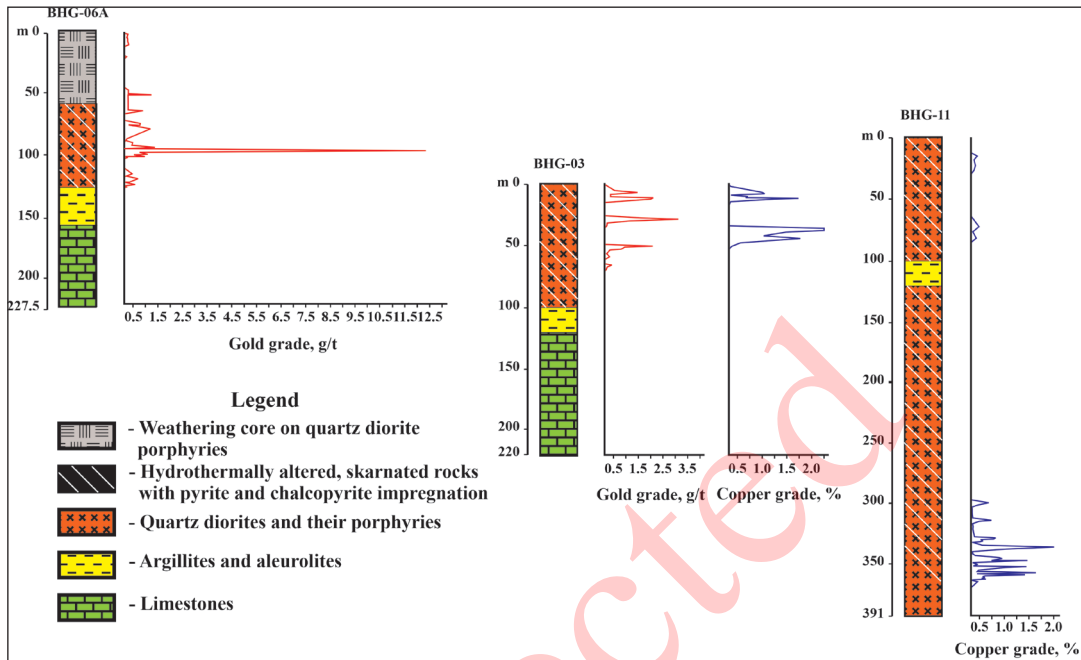 BHG-06A
m 0
50
100
150
200
227.5
0.5 1.5 2.5 3.5 4.5 5.5 6.5 7.5 8.5 9.5 10.5 11.5 12.5
Gold grade, g/t
BHG-03
m 0
50
100
150
200
220
0.5 1.5 2.5 3.5
Gold grade, g/t
0.5 1.0 2.0
Copper grade, %
BHG-11
m 0
50
100
150
200
250
300
350
391
0.5 1.0 1.5 2.0
Copper grade, %
Legend
- Weathering core on quartz diorite
porphyries
- Hydrothermally altered, skarnated rocks
with pyrite and chalcopyrite impregnation
- Quartz diorites and their porphyries
- Argillites and aleurolites
- Limestones
cted